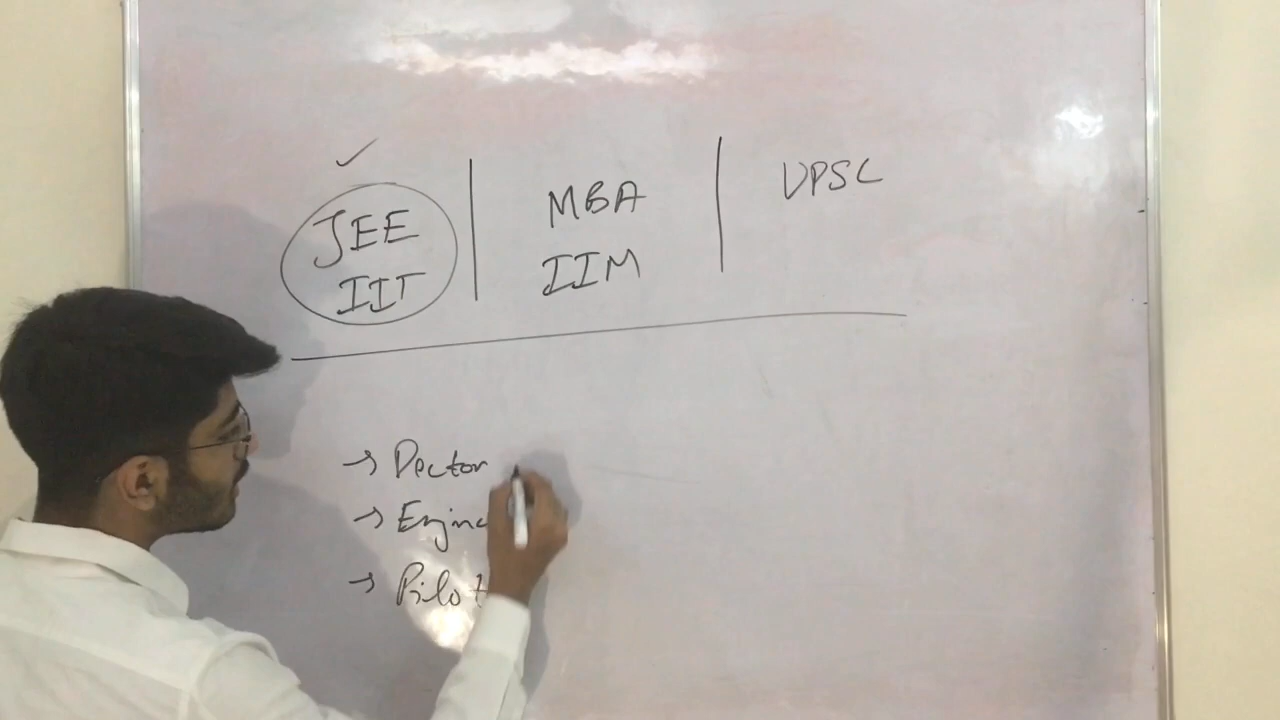 JEE | MBA | UPSC
IIT | IIM
→ Doctor
→ Engine
→ Pilot